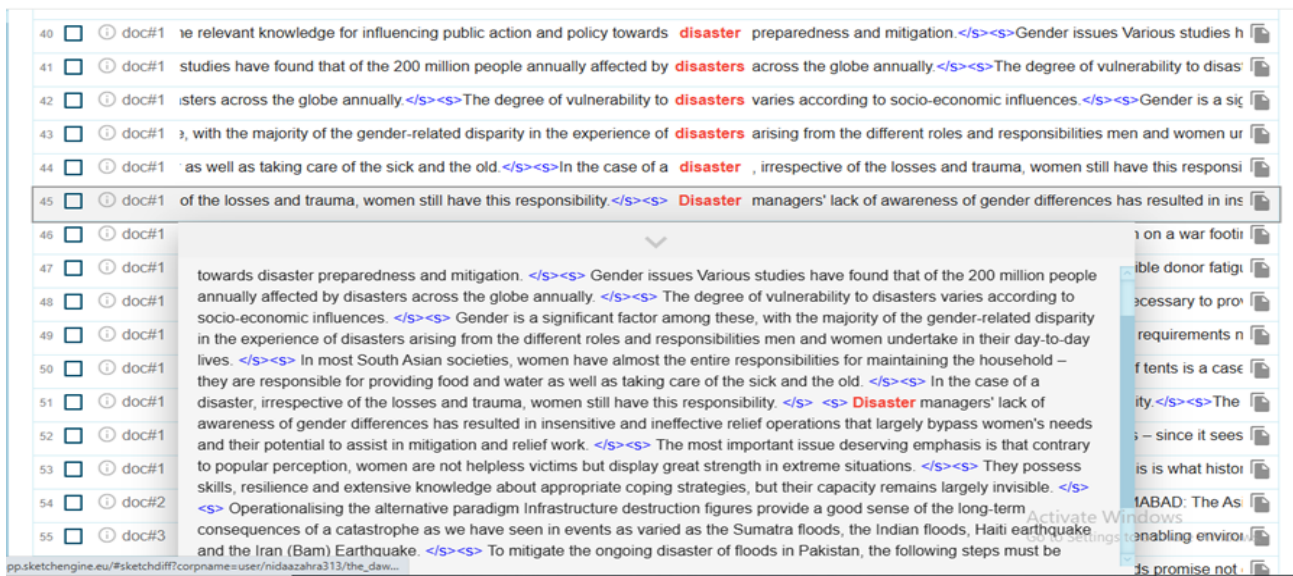 40 doc#1 ne relevant knowledge for influencing public action and policy towards disaster preparedness and mitigation.</s><s>Gender issues Various studies h
41 doc#1 studies have found that of the 200 million people annually affected by disasters across the globe annually.</s><s>The degree of vulnerability to disas
42 doc#1 sters across the globe annually.</s><s>The degree of vulnerability to disasters varies according to socio-economic influences.</s><s>Gender is a sig
43 doc#1 , with the majority of the gender-related disparity in the experience of disasters arising from the different roles and responsibilities men and women ur
44 doc#1 as well as taking care of the sick and the old.</s><s>In the case of a disaster , irrespective of the losses and trauma, women still have this responsi
45 doc#1 of the losses and trauma, women still have this responsibility.</s><s> Disaster managers' lack of awareness of gender differences has resulted in ins
46 doc#1 on a war footi
47 doc#1 ible donor fatigu
48 doc#1 ecessary to prov
49 doc#1 requirements n
50 doc#1 f tents is a case
51 doc#1 ity.</s><s>The
52 doc#1 – since it sees
53 doc#1 is is what histor
54 doc#2 ABAD: The As
55 doc#3 enabling environ
ds promise not
towards disaster preparedness and mitigation. </s><s> Gender issues Various studies have found that of the 200 million people
annually affected by disasters across the globe annually. </s><s> The degree of vulnerability to disasters varies according to
socio-economic influences. </s><s> Gender is a significant factor among these, with the majority of the gender-related disparity
in the experience of disasters arising from the different roles and responsibilities men and women undertake in their day-to-day
lives. </s><s> In most South Asian societies, women have almost the entire responsibilities for maintaining the household –
they are responsible for providing food and water as well as taking care of the sick and the old. </s><s> In the case of a
disaster, irrespective of the losses and trauma, women still have this responsibility. </s> <s> Disaster managers' lack of
awareness of gender differences has resulted in insensitive and ineffective relief operations that largely bypass women's needs
and their potential to assist in mitigation and relief work. </s><s> The most important issue deserving emphasis is that contrary
to popular perception, women are not helpless victims but display great strength in extreme situations. </s><s> They possess
skills, resilience and extensive knowledge about appropriate coping strategies, but their capacity remains largely invisible. </s>
<s> Operationalising the alternative paradigm Infrastructure destruction figures provide a good sense of the long-term
consequences of a catastrophe as we have seen in events as varied as the Sumatra floods, the Indian floods, Haiti earthquake
and the Iran (Bam) Earthquake. </s><s> To mitigate the ongoing disaster of floods in Pakistan, the following steps must be
Activate Windows
Go to Settings to
pp.sketchengine.eu/#sketchdiff?corpname=user/nidaazahra313/the_daw...